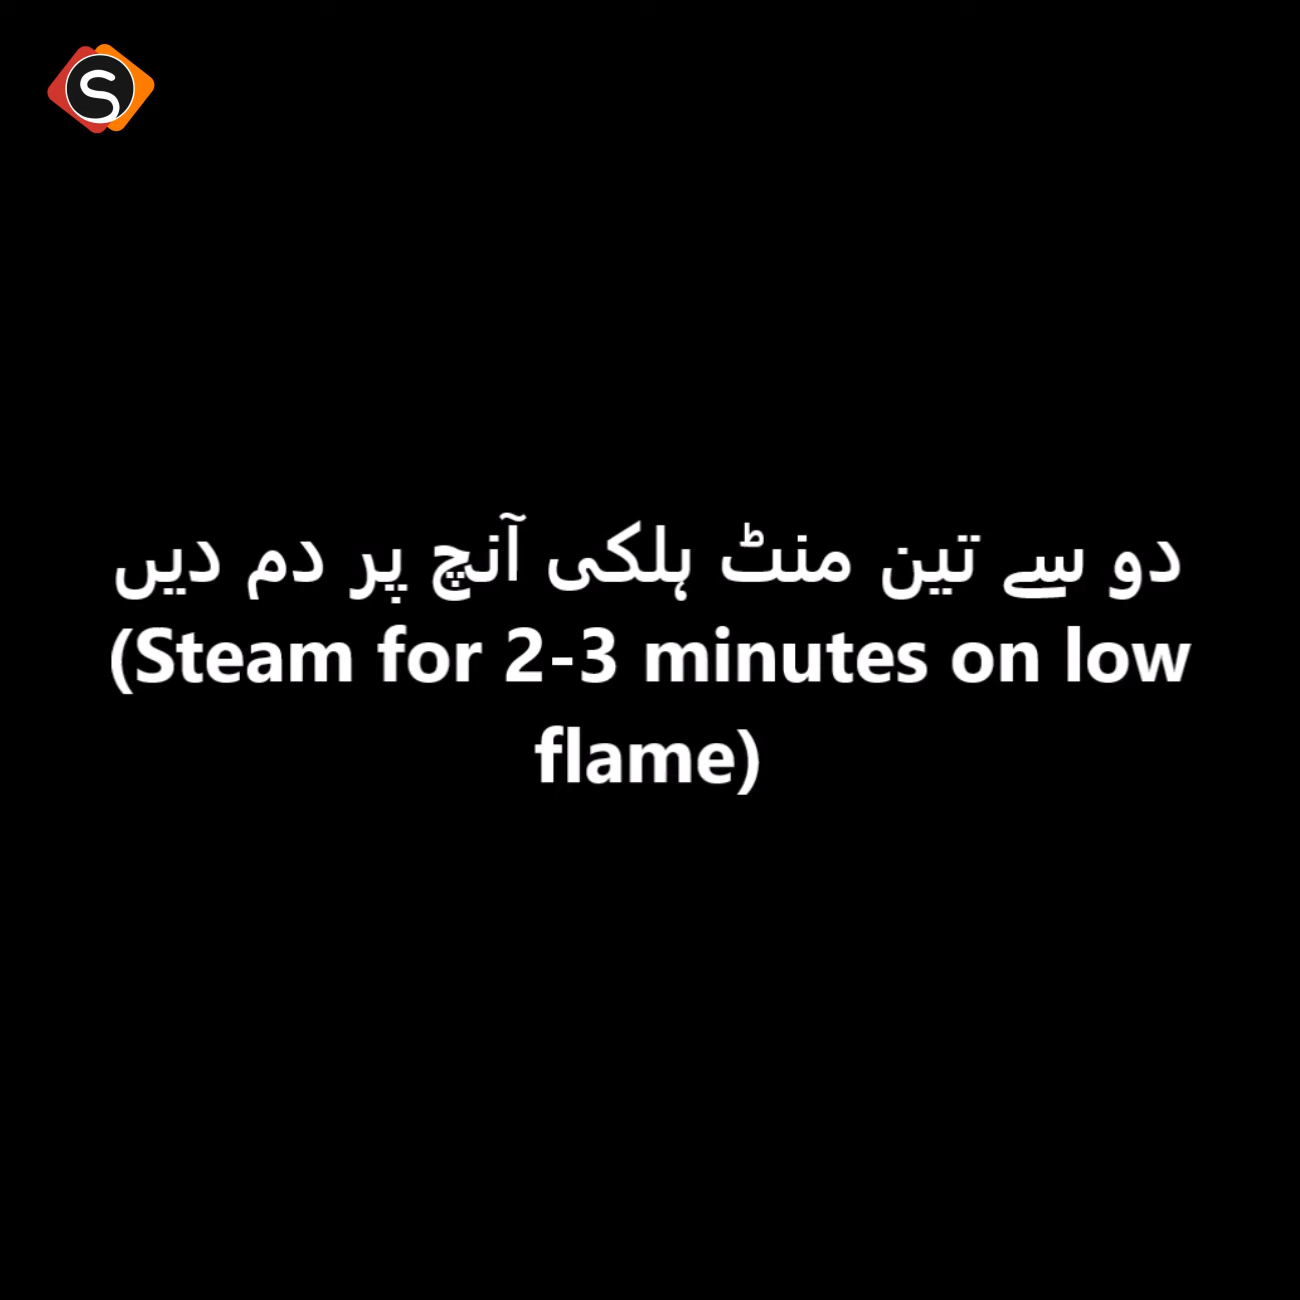 S
دو سے تین منٹ ہلکی آنچ پر دم دیں
(Steam for 2-3 minutes on low
flame)